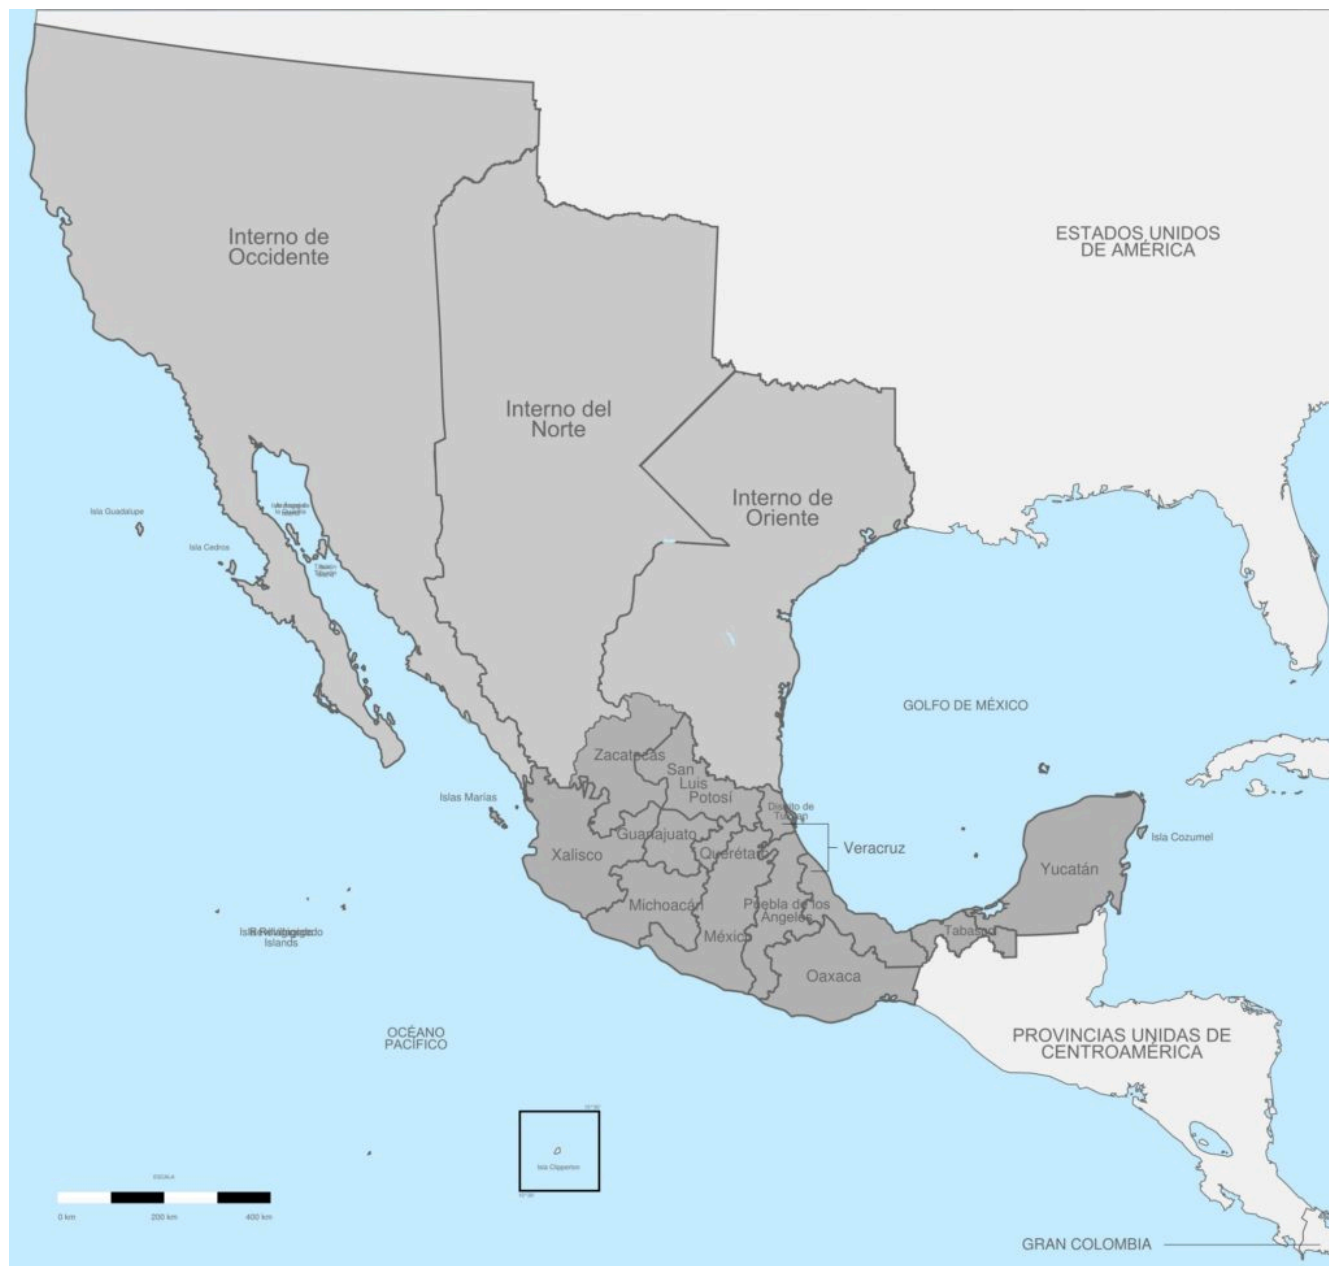 Interno de
Occidente
ESTADOS UNIDOS
DE AMÉRICA
Interno del
Norte
Interno de
Oriente
Isla Guadalupe
Isla Cedros
GOLFO DE MÉXICO
Zacatecas
San
Luis
Potosí
Islas Marías
Distrito de
Guanajuato
Querétaro
Veracruz
Isla Cozumel
Xalisco
Yucatán
Michoacán
Puebla de los
Ángeles
México
Tabasco
Islands
Oaxaca
OCÉANO
PACÍFICO
PROVINCIAS UNIDAS DE
CENTROAMÉRICA
Isla Clipperton
ESCALA
0 km
200 km
400 km
GRAN COLOMBIA